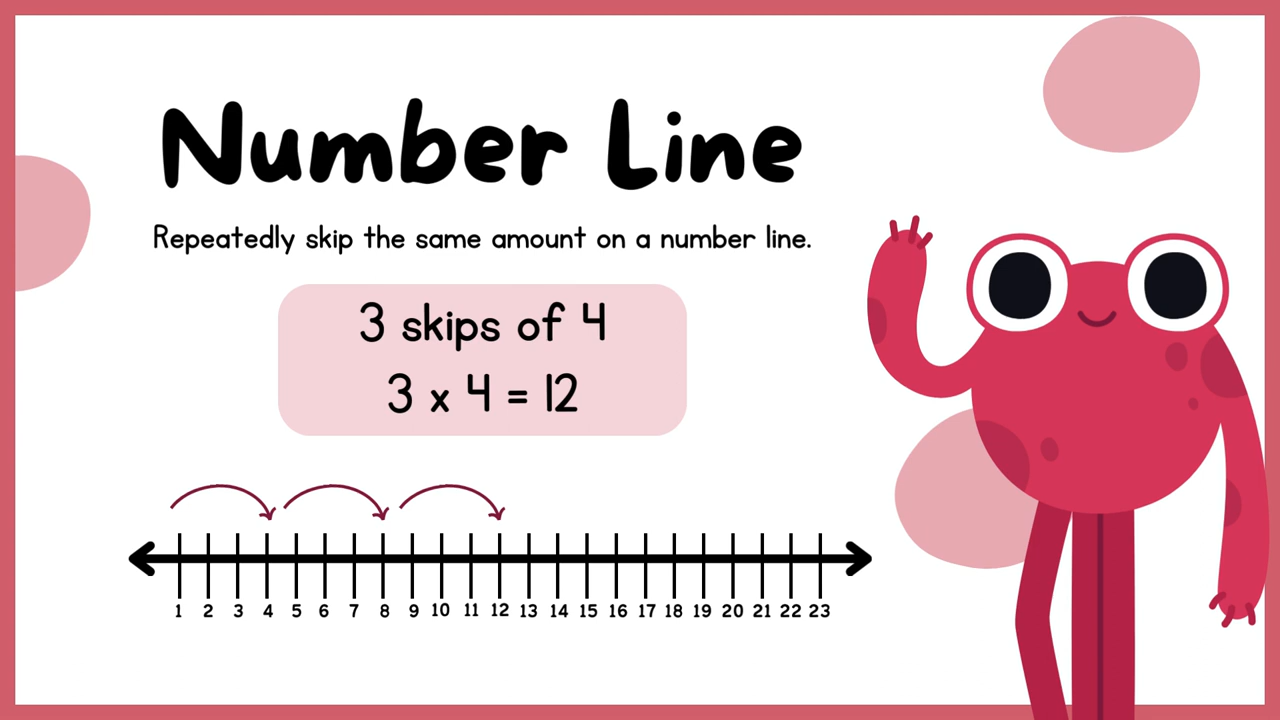 Number Line
Repeatedly skip the same amount on a number line.
3 skips of 4
3 x 4 = 12
1 2 3 4 5 6 7 8 9 10 11 12 13 14 15 16 17 18 19 20 21 22 23